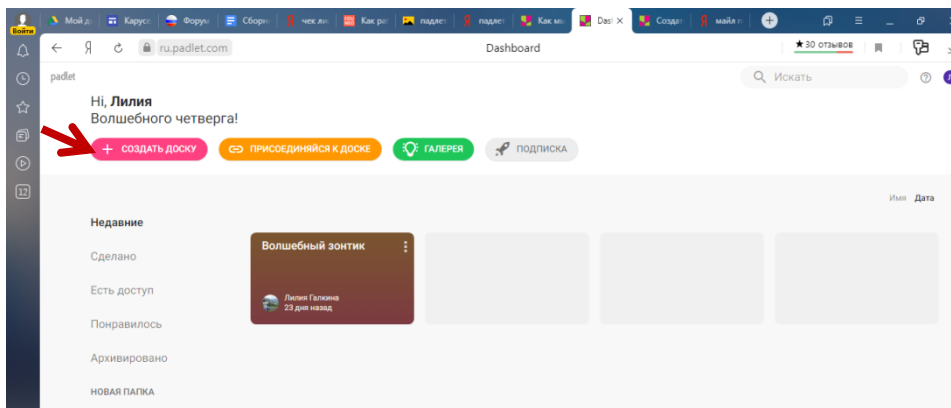 Мой д
Карусе
Форум
Сборн
чек ли
Как ра
падлет
падлет
Как мы
Das
Создат
майл п
Войти
Я
ru.padlet.com
Dashboard
★30 отзывов
padlet
Искать
Hi, Лилия
Волшебного четверга!
+ СОЗДАТЬ ДОСКУ
ПРИСОЕДИНЯЙСЯ К ДОСКЕ
ГАЛЕРЕЯ
ПОДПИСКА
12
Имя Дата
Недавние
Сделано
Есть доступ
Понравилось
Архивировано
НОВАЯ ПАПКА
Волшебный зонтик
Лилия Галкина
23 дня назад